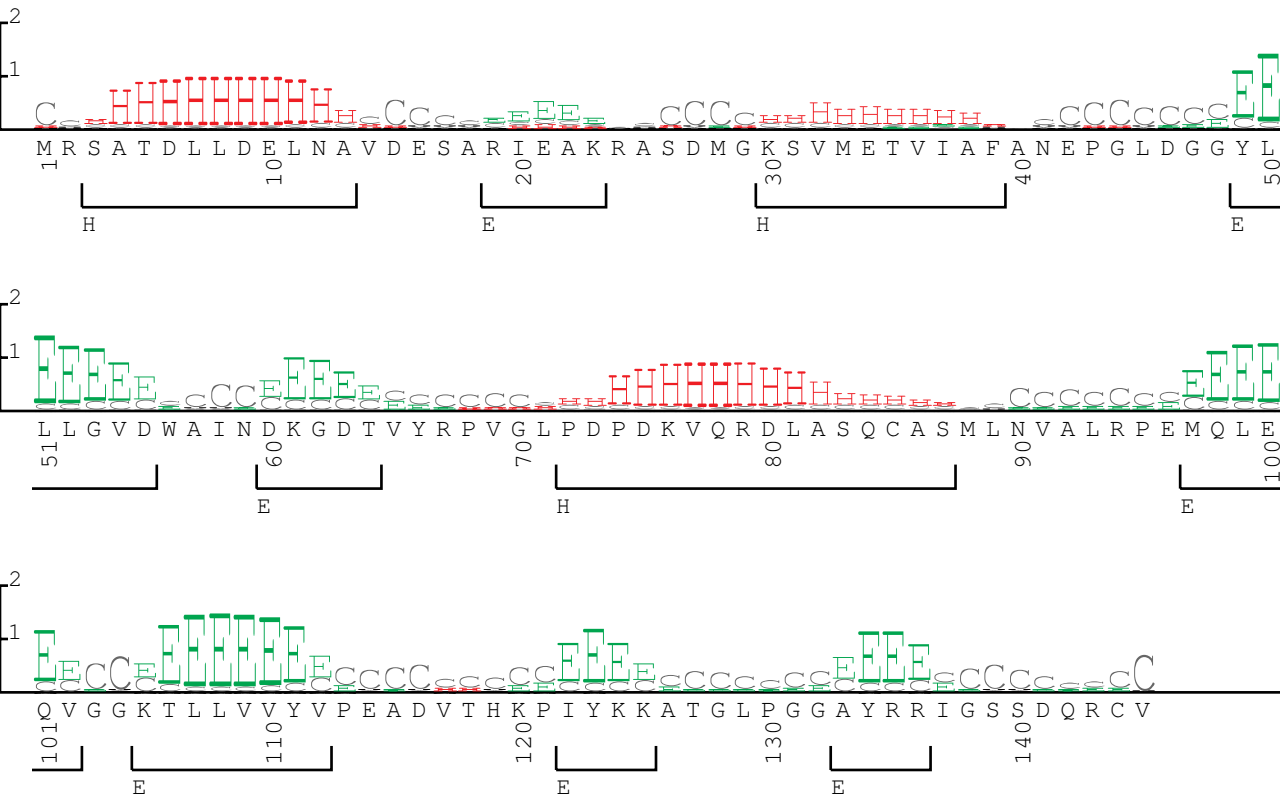 2
1
M R S A T D L L D E L N A V D E S A R I E A K R A S D M G K S V M E T V I A F A N E P G L D G G Y L
1 10 20 30 40 50
H E H E
2
1
L L G V D W A I N D K G D T V Y R P V G L P D P D K V Q R D L A S Q C A S M L N V A L R P E M Q L E
51 60 70 80 90 100
E H E
2
1
Q V G G K T L L V V Y V P E A D V T H K P I Y K K A T G L P G G A Y R R I G S S D Q R C V
101 110 120 130 140
E E E